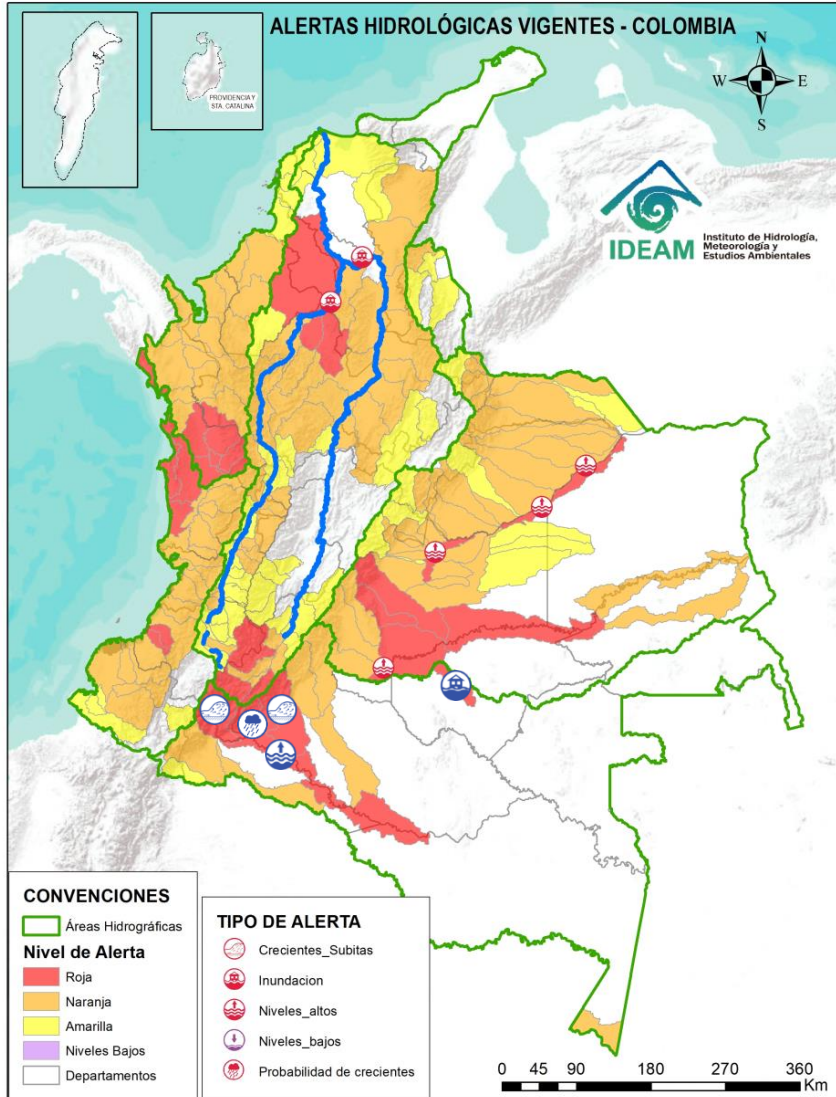 ALERTAS HIDROLÓGICAS VIGENTES - COLOMBIA
PROVIDENCIA Y
STA. CATALINA
N
W
E
S
IDEAM
Instituto de Hidrología,
Meteorología y
Estudios Ambientales
CONVENCIONES
Áreas Hidrográficas
Nivel de Alerta
Roja
Naranja
Amarilla
Niveles Bajos
Departamentos
TIPO DE ALERTA
Crecientes_Subitas
Inundacion
Niveles_altos
Niveles_bajos
Probabilidad de crecientes
0 45 90 180 270 360
Km